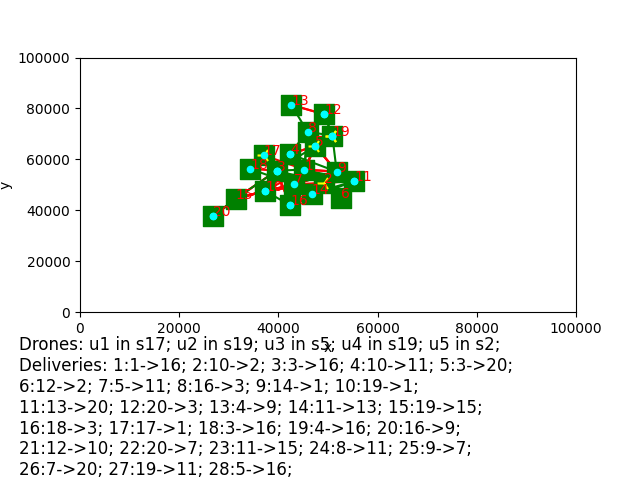 100000
80000
60000
40000
20000
0
y
0 20000 40000 60000 80000 100000
x
Drones: u1 in s17; u2 in s19; u3 in s5; u4 in s19; u5 in s2;
Deliveries: 1:1->16; 2:10->2; 3:3->16; 4:10->11; 5:3->20;
6:12->2; 7:5->11; 8:16->3; 9:14->1; 10:19->1;
11:13->20; 12:20->3; 13:4->9; 14:11->13; 15:19->15;
16:18->3; 17:17->1; 18:3->16; 19:4->16; 20:16->9;
21:12->10; 22:20->7; 23:11->15; 24:8->11; 25:9->7;
26:7->20; 27:19->11; 28:5->16;